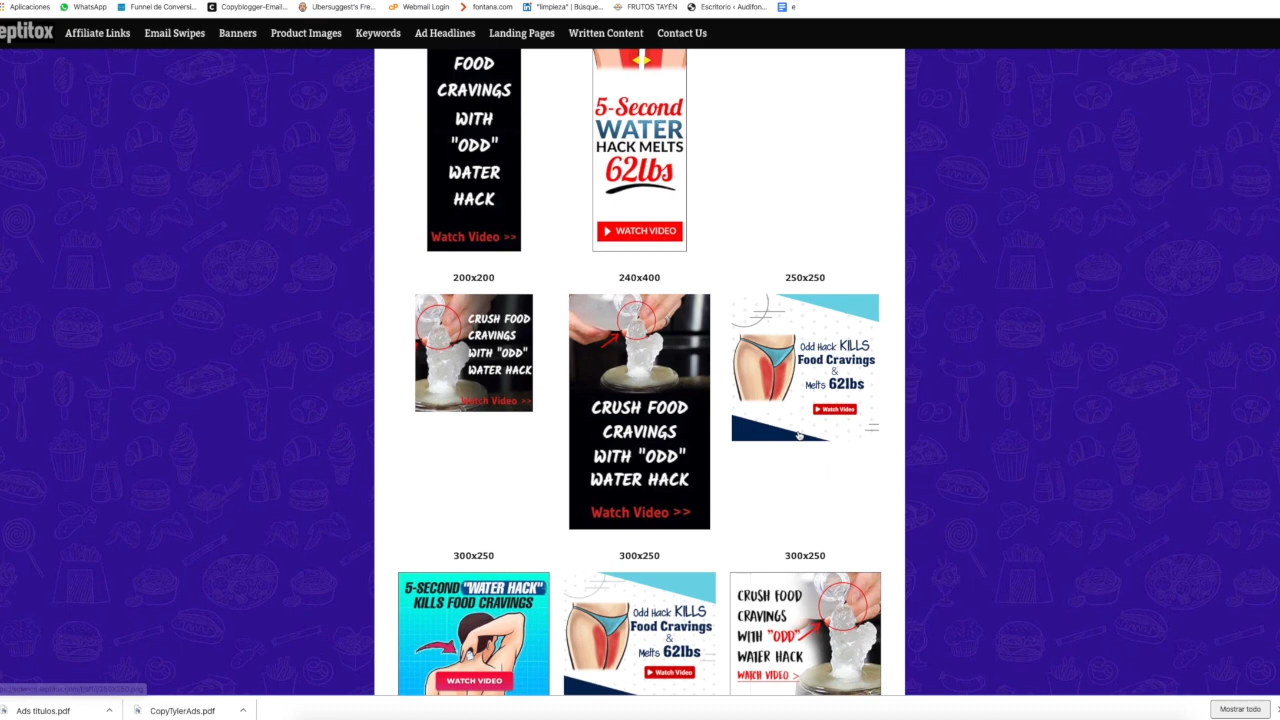 Aplicaciones
WhatsApp
Funnel de Conversi...
Copyblogger-Email...
Ubersuggest's Fre...
Webmail Login
fontana.com
"limpieza" | Búsque...
FRUTOS TAYÉN
Escritorio ‹ Audifon...
e
eptitox
Affiliate Links
Email Swipes
Banners
Product Images
Keywords
Ad Headlines
Landing Pages
Written Content
Contact Us
FOOD
CRAVINGS
WITH
"ODD"
WATER
HACK
Watch Video >>
5-Second
WATER
HACK MELTS
62lbs
WATCH VIDEO
200x200
240x400
250x250
CRUSH FOOD
CRAVINGS
WITH "ODD"
WATER HACK
Watch Video >>
CRUSH FOOD
CRAVINGS
WITH "ODD"
WATER HACK
Watch Video >>
Odd Hack KILLS
Food Cravings
&
Melts 62lbs
Watch Video
300x250
300x250
300x250
5-SECOND "WATER HACK"
KILLS FOOD CRAVINGS
WATCH VIDEO
Odd Hack KILLS
Food Cravings
&
Melts 62lbs
Watch Video
CRUSH FOOD
CRAVINGS
WITH "ODD"
WATER HACK
WATCH VIDEO >
Ads titulos.pdf
CopyTylerAds.pdf
Mostrar todo